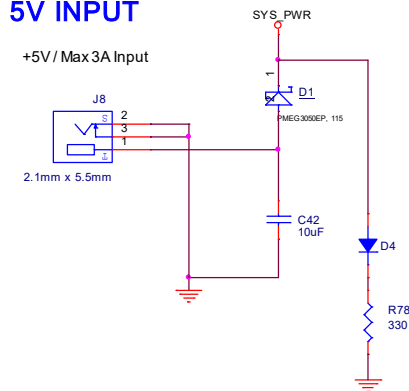 5V INPUT
SYS_PWR
+5V / Max 3A Input
1
D1
2
PMEG3050EP, 115
J8
S
2
3
1
T
2.1mm x 5.5mm
C42
10uF
D4
R78
330